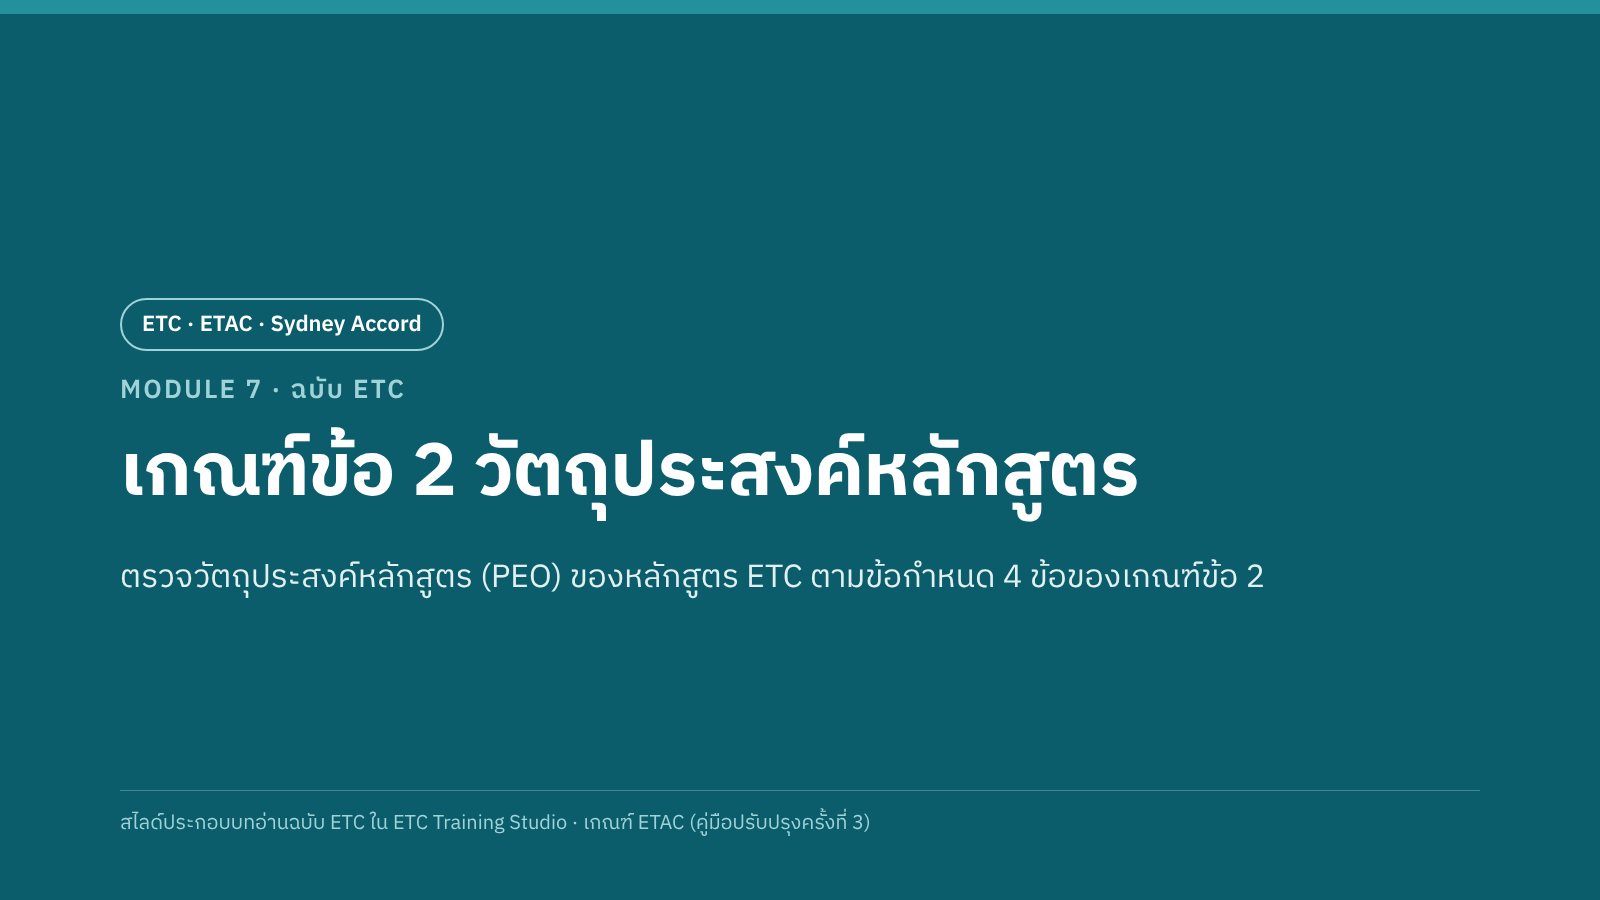 ETC · ETAC · Sydney Accord
MODULE 7 · ฉบับ ETC
เกณฑ์ข้อ 2 วัตถุประสงค์หลักสูตร
ตรวจวัตถุประสงค์หลักสูตร (PEO) ของหลักสูตร ETC ตามข้อกำหนด 4 ข้อของเกณฑ์ข้อ 2
สไลด์ประกอบบทอ่านฉบับ ETC ใน ETC Training Studio · เกณฑ์ ETAC (คู่มือปรับปรุงครั้งที่ 3)